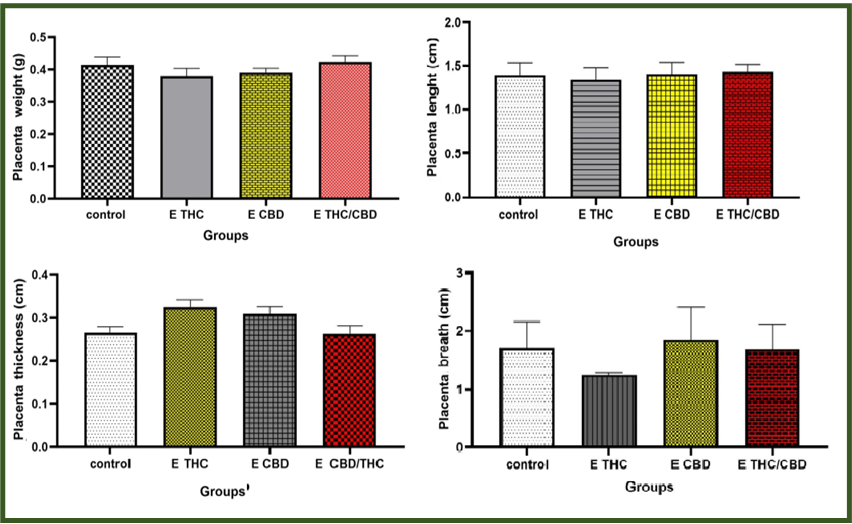 Placenta weight (g)
0.5
0.4
0.3
0.2
0.1
0.0
control E THC E CBD E THC/CBD
Groups
Placenta lenght (cm)
2.0
1.5
1.0
0.5
0.0
control E THC E CBD E THC/CBD
Groups
Placenta thickness (cm)
0.4
0.3
0.2
0.1
0.0
control E THC E CBD E CBD/THC
Groups'
Placenta breath (cm)
3
2
1
0
control E THC E CBD E THC/CBD
Groups